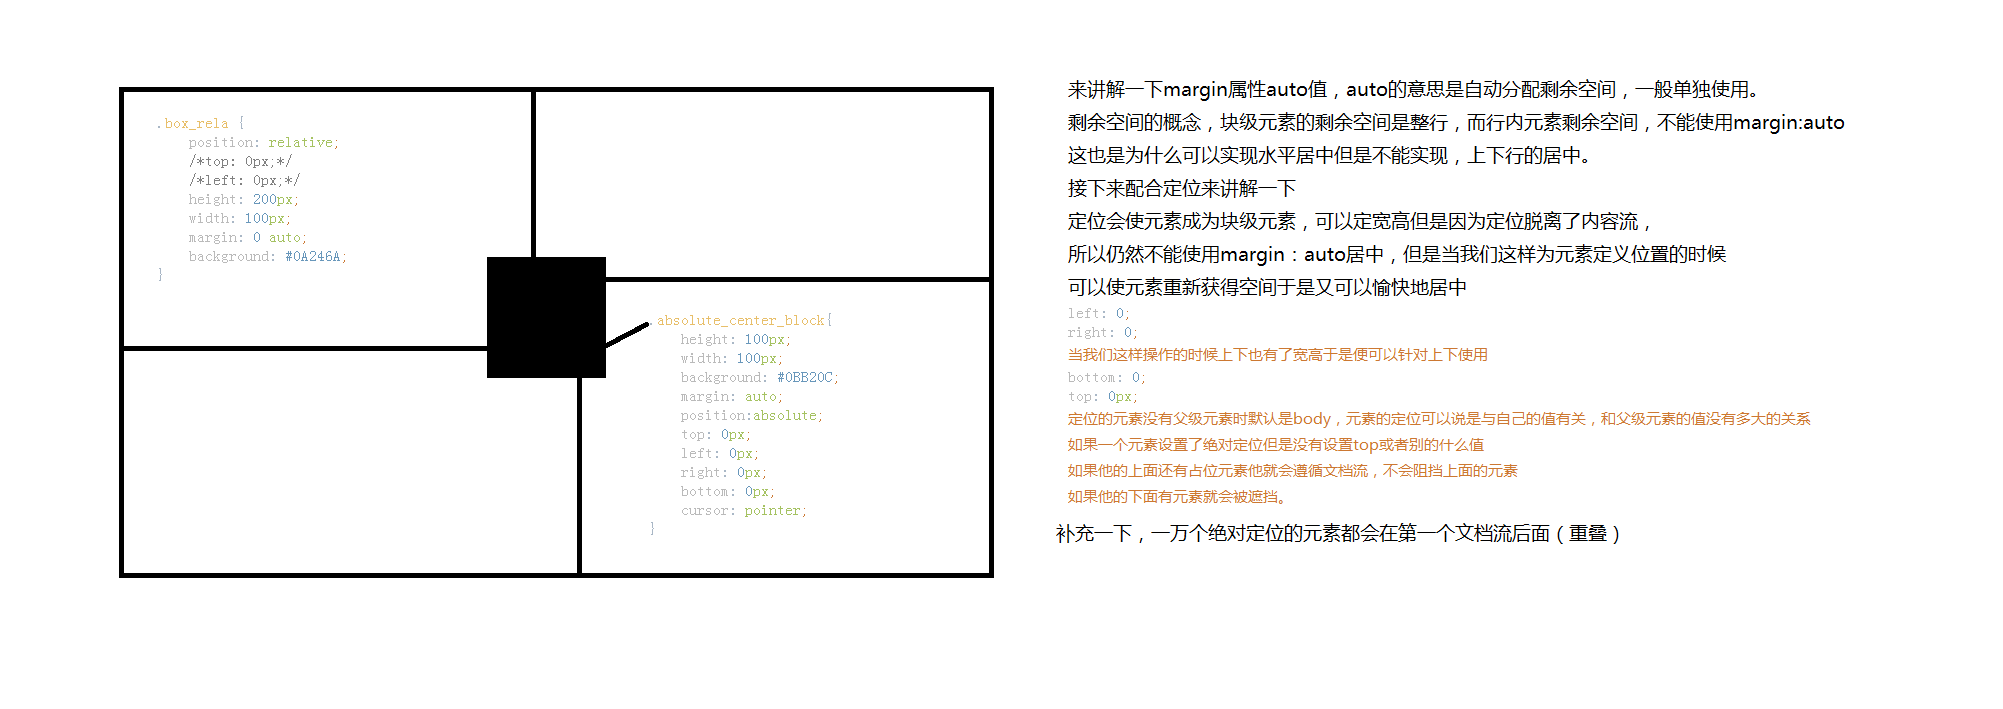 .box_rela {
position: relative;
/*top: 0px;*/
/*left: 0px;*/
height: 200px;
width: 100px;
margin: 0 auto;
background: #0A246A;
}
.absolute_center_block{
height: 100px;
width: 100px;
background: #0BB20C;
margin: auto;
position:absolute;
top: 0px;
left: 0px;
right: 0px;
bottom: 0px;
cursor: pointer;
}
来讲解一下margin属性auto值，auto的意思是自动分配剩余空间，一般单独使用。
剩余空间的概念，块级元素的剩余空间是整行，而行内元素剩余空间，不能使用margin:auto
这也是为什么可以实现水平居中但是不能实现，上下行的居中。
接下来配合定位来讲解一下
定位会使元素成为块级元素，可以定宽高但是因为定位脱离了内容流，
所以仍然不能使用margin：auto居中，但是当我们这样为元素定义位置的时候
可以使元素重新获得空间于是又可以愉快地居中
left: 0;
right: 0;
当我们这样操作的时候上下也有了宽高于是便可以针对上下使用
bottom: 0;
top: 0px;
定位的元素没有父级元素时默认是body，元素的定位可以说是与自己的值有关，和父级元素的值没有多大的关系
如果一个元素设置了绝对定位但是没有设置top或者别的什么值
如果他的上面还有占位元素他就会遵循文档流，不会阻挡上面的元素
如果他的下面有元素就会被遮挡。
补充一下，一万个绝对定位的元素都会在第一个文档流后面（重叠）